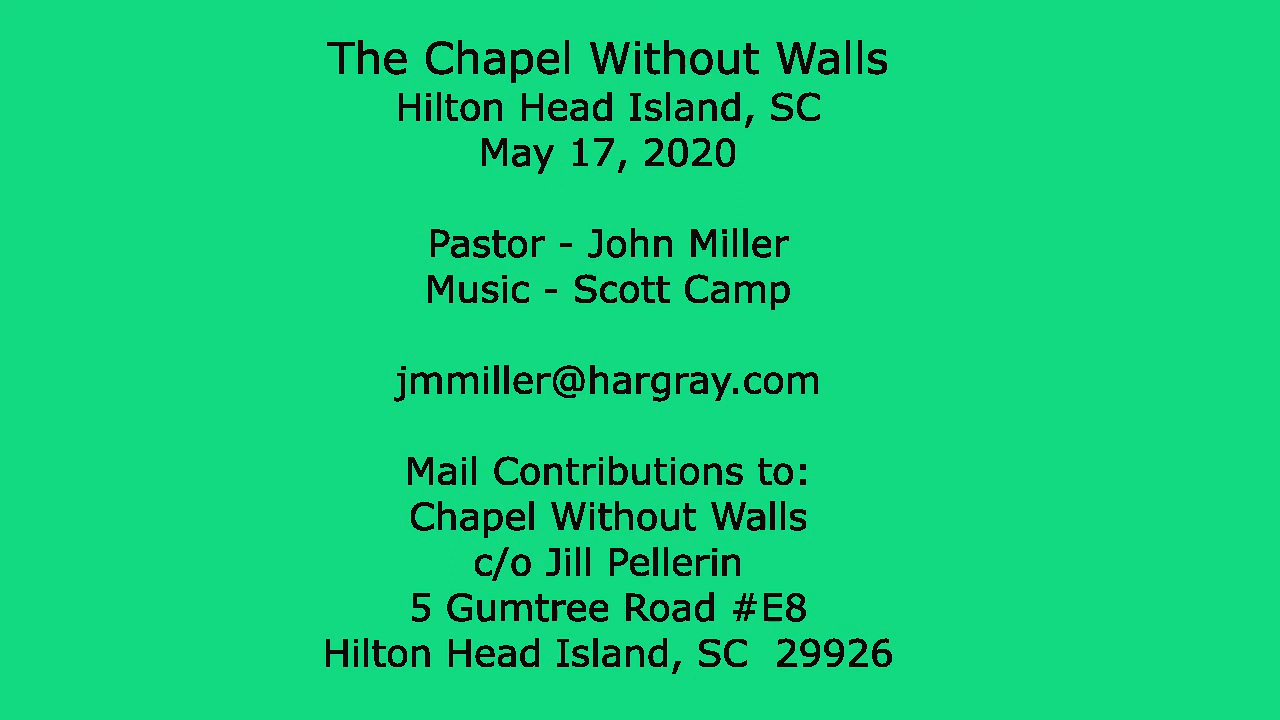 The Chapel Without Walls
Hilton Head Island, SC
May 17, 2020
Pastor - John Miller
Music - Scott Camp
jmmiller@hargray.com
Mail Contributions to:
Chapel Without Walls
c/o Jill Pellerin
5 Gumtree Road #E8
Hilton Head Island, SC  29926